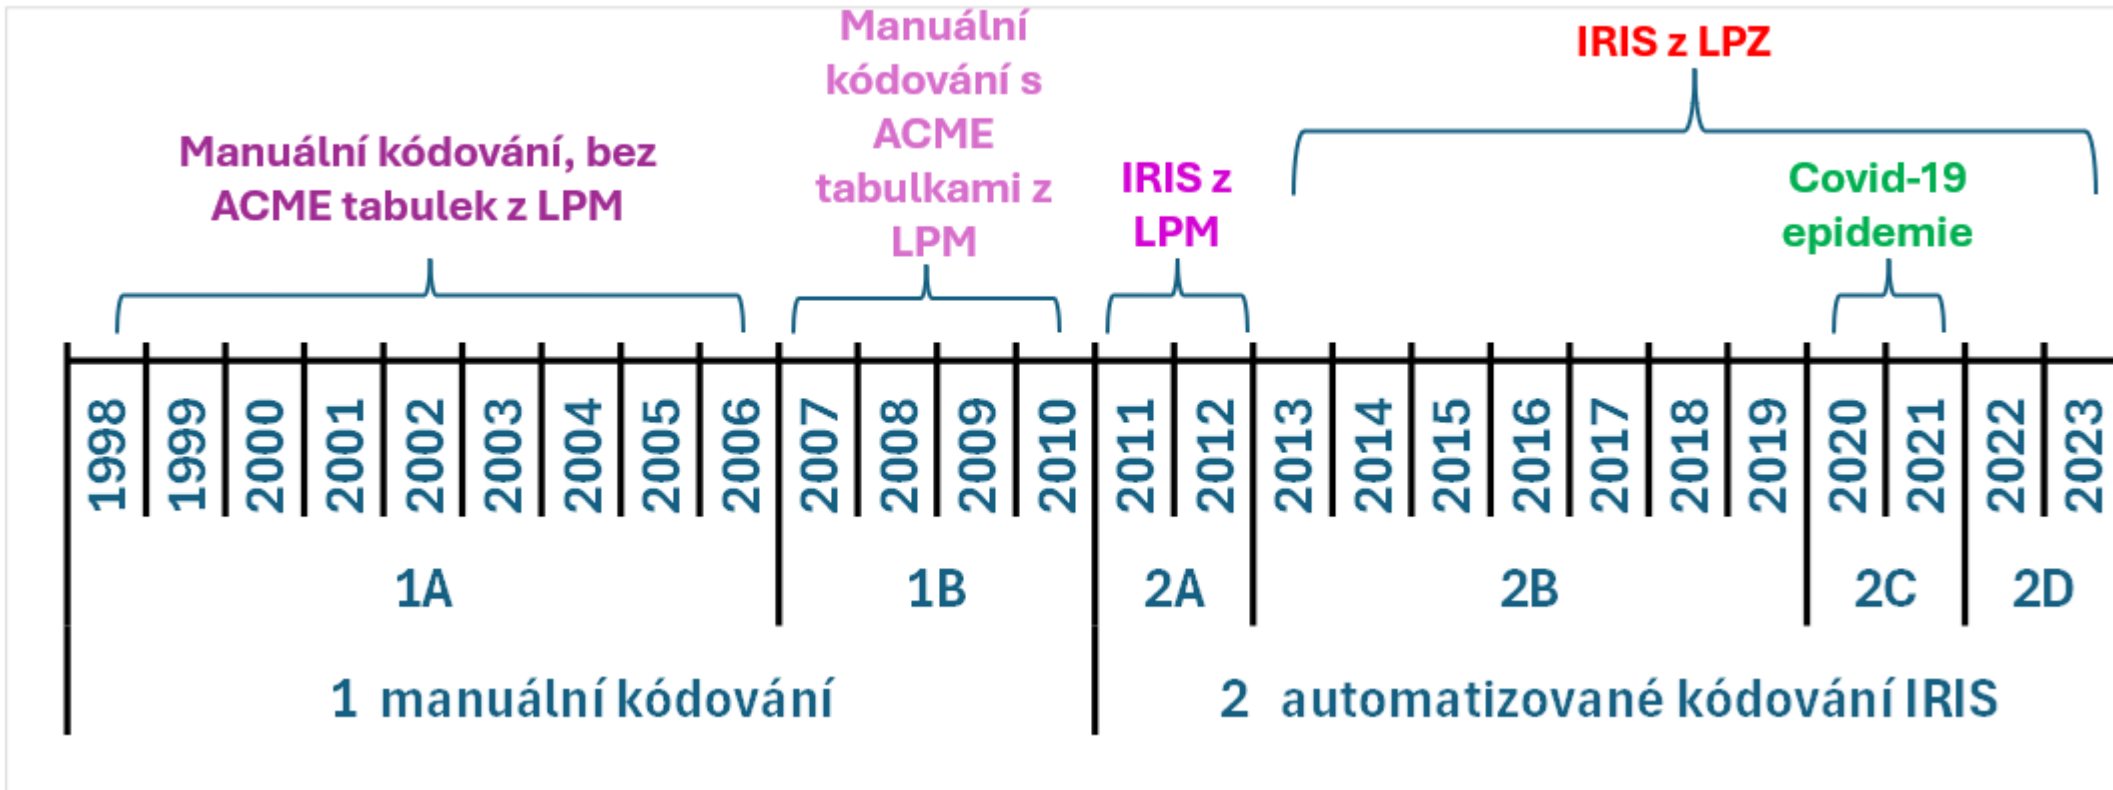 Manuální kódování, bez
ACME tabulek z LPM
Manuální
kódování s
ACME
tabulkami z
LPM
IRIS z
LPM
IRIS z LPZ
Covid-19
epidemie
1998
1999
2000
2001
2002
2003
2004
2005
2006
2007
2008
2009
2010
2011
2012
2013
2014
2015
2016
2017
2018
2019
2020
2021
2022
2023
1A
1B
2A
2B
2C
2D
1 manuální kódování
2 automatizované kódování IRIS